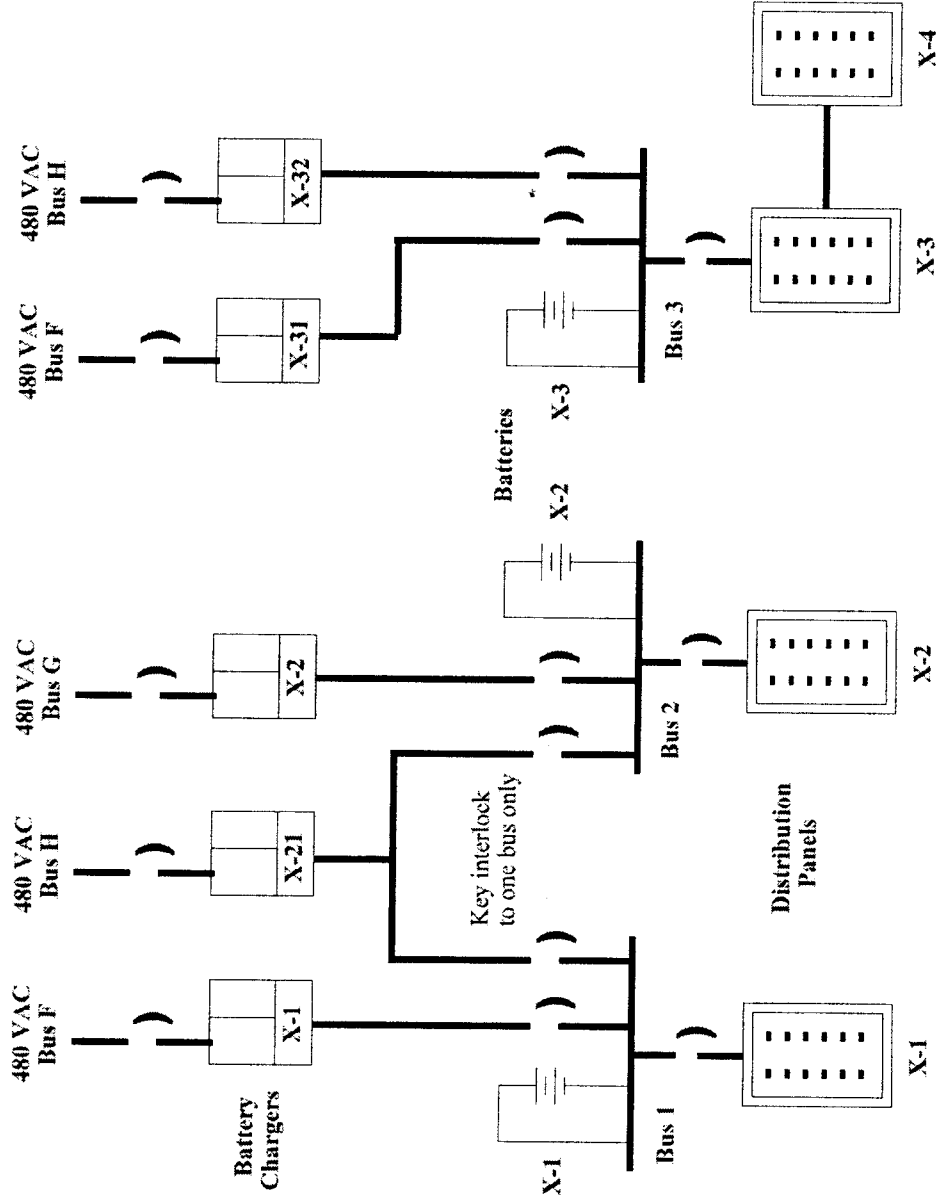 480 VAC
Bus F
480 VAC
Bus H
480 VAC
Bus G
480 VAC
Bus F
480 VAC
Bus H
Battery
Chargers
X-1
X-21
X-2
X-31
X-32
Key interlock
to one bus only
Batteries
X-1
X-2
X-3
Bus 1
Bus 2
Bus 3
Distribution
Panels
X-1
X-2
X-3
X-4